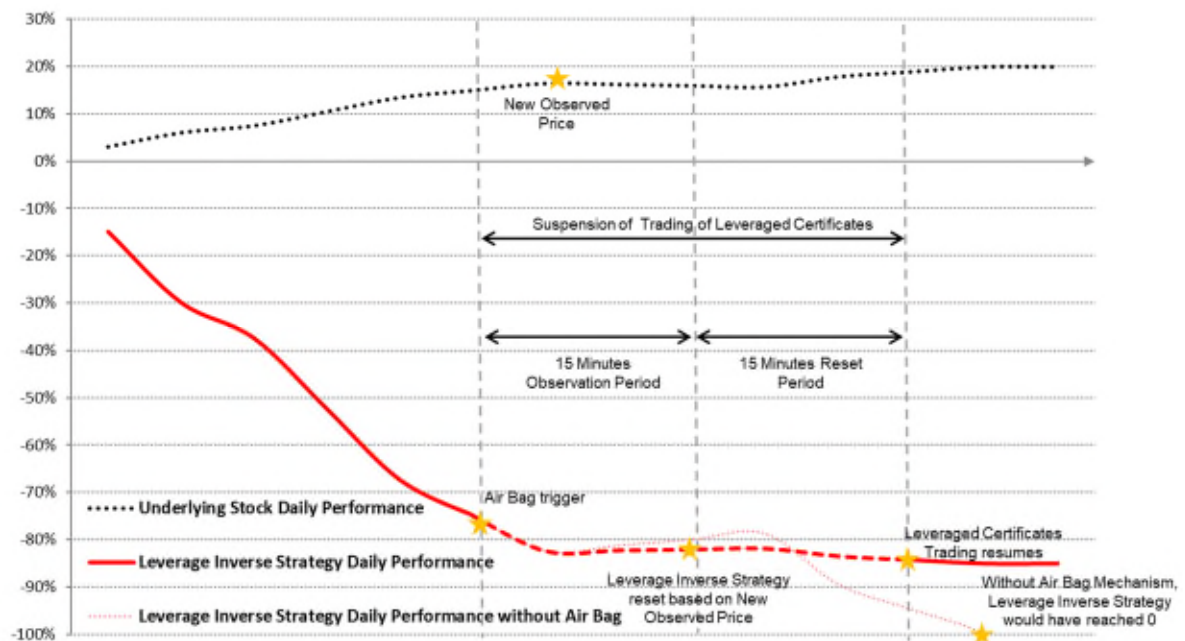 30%
20%
10%
0%
-10%
-20%
-30%
-40%
-50%
-60%
-70%
-80%
-90%
-100%
New Observed
Price
Suspension of Trading of Leveraged Certificates
15 Minutes
Observation Period
15 Minutes Reset
Period
Air Bag trigger
Underlying Stock Daily Performance
Leverage Inverse Strategy Daily Performance
Leverage Inverse Strategy Daily Performance without Air Bag
Leverage Inverse Strategy
reset based on New
Observed Price
Leveraged Certificates
Trading resumes
Without Air Bag Mechanism,
Leverage Inverse Strategy
would have reached 0